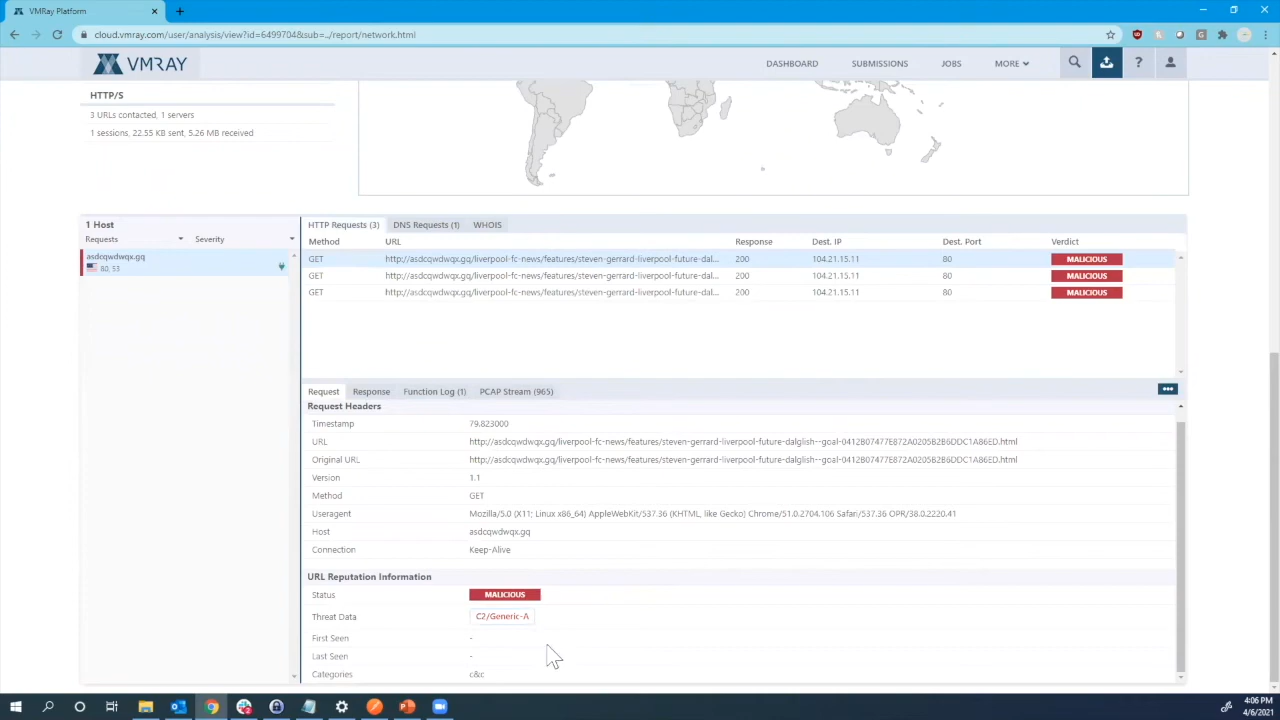 VMRay Platform
cloud.vmray.com/user/analysis/view?id=6499704&sub=../report/network.html
VMRAY
DASHBOARD SUBMISSIONS JOBS MORE ?
HTTP/S
3 URLs contacted, 1 servers
1 sessions, 22.55 KB sent, 5.26 MB received
1 Host
Requests Severity
asdcqwdwqx.gq
80, 53
HTTP Requests (3) DNS Requests (1) WHOIS
Method URL Response Dest. IP Dest. Port Verdict
GET http://asdcqwdwqx.gq/liverpool-fc-news/features/steven-gerrard-liverpool-future-dal... 200 104.21.15.11 80 MALICIOUS
GET http://asdcqwdwqx.gq/liverpool-fc-news/features/steven-gerrard-liverpool-future-dal... 200 104.21.15.11 80 MALICIOUS
GET http://asdcqwdwqx.gq/liverpool-fc-news/features/steven-gerrard-liverpool-future-dal... 200 104.21.15.11 80 MALICIOUS
Request Response Function Log (1) PCAP Stream (965)
Request Headers
Timestamp 79.823000
URL http://asdcqwdwqx.gq/liverpool-fc-news/features/steven-gerrard-liverpool-future-dalglish--goal-0412B07477E872A0205B2B6DDC1A86ED.html
Original URL http://asdcqwdwqx.gq/liverpool-fc-news/features/steven-gerrard-liverpool-future-dalglish--goal-0412B07477E872A0205B2B6DDC1A86ED.html
Version 1.1
Method GET
Useragent Mozilla/5.0 (X11; Linux x86_64) AppleWebKit/537.36 (KHTML, like Gecko) Chrome/51.0.2704.106 Safari/537.36 OPR/38.0.2220.41
Host asdcqwdwqx.gq
Connection Keep-Alive
URL Reputation Information
Status MALICIOUS
Threat Data C2/Generic-A
First Seen -
Last Seen -
Categories c&c
4:06 PM
4/6/2021